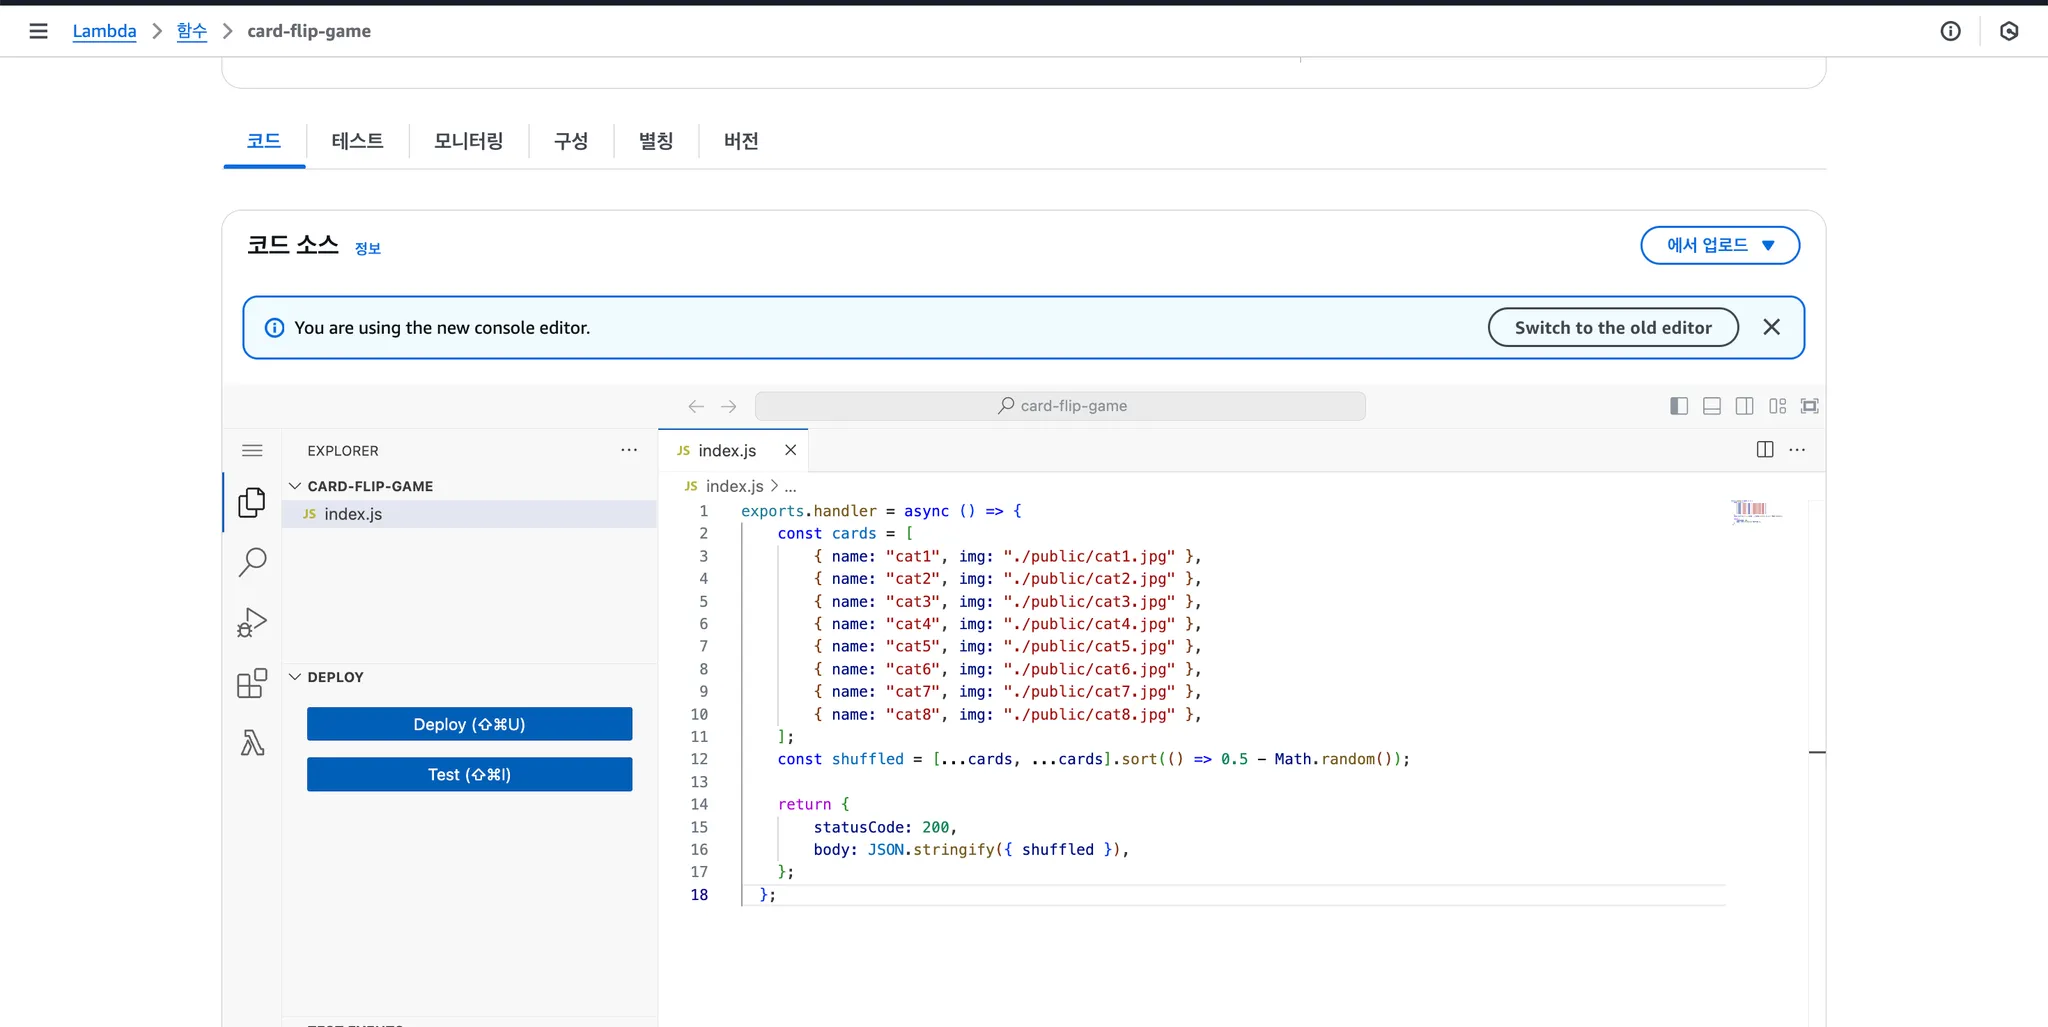 Lambda > 함수 > card-flip-game
코드 테스트 모니터링 구성 별칭 버전
코드 소스 정보
에서 업로드 ▼
You are using the new console editor.
Switch to the old editor
card-flip-game
EXPLORER
CARD-FLIP-GAME
JS index.js
DEPLOY
Deploy (⇧⌘U)
Test (⇧⌘I)
JS index.js
JS index.js > ...
1 exports.handler = async () => {
2 const cards = [
3 { name: "cat1", img: "./public/cat1.jpg" },
4 { name: "cat2", img: "./public/cat2.jpg" },
5 { name: "cat3", img: "./public/cat3.jpg" },
6 { name: "cat4", img: "./public/cat4.jpg" },
7 { name: "cat5", img: "./public/cat5.jpg" },
8 { name: "cat6", img: "./public/cat6.jpg" },
9 { name: "cat7", img: "./public/cat7.jpg" },
10 { name: "cat8", img: "./public/cat8.jpg" },
11 ];
12 const shuffled = [...cards, ...cards].sort(() => 0.5 - Math.random());
13
14 return {
15 statusCode: 200,
16 body: JSON.stringify({ shuffled }),
17 };
18 };